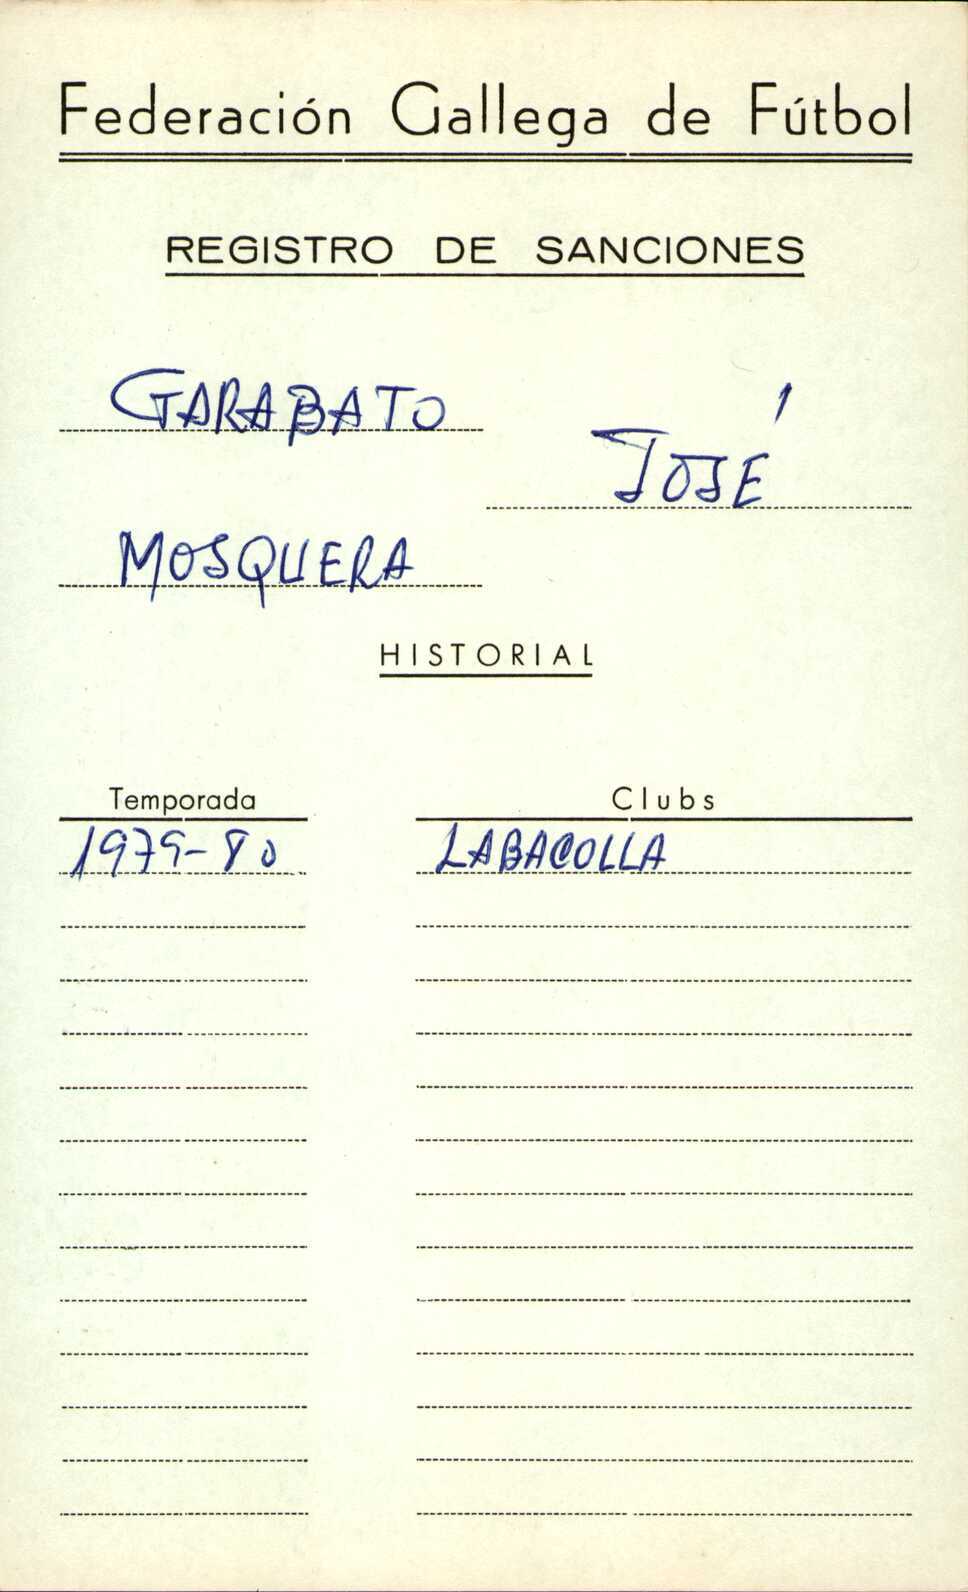 Federación Gallega de Fútbol
REGISTRO DE SANCIONES
GARABATO
JOSÉ
MOSQUERA
HISTORIAL
Temporada Clubs
1979-80 LABACOLLA